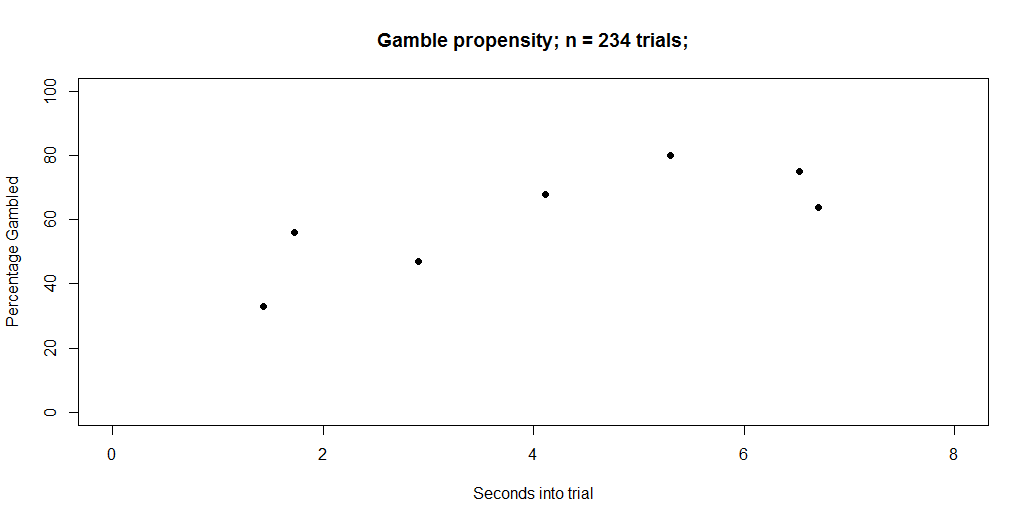 Gamble propensity; n = 234 trials;
Percentage Gambled
100
80
60
40
20
0
0 2 4 6 8
Seconds into trial